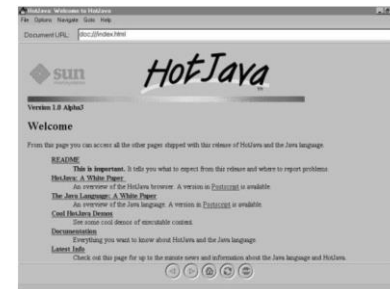 HotJava: Welcome to HotJava
File Options Navigate Goto Help
Document URL: doc:///index.html
sun
HotJava
Version 1.0 Alpha3
Welcome
From this page you can access all the other pages shipped with this release of HotJava and the Java language.
README
This is important. It tells you what to expect from this release and where to report problems.
HotJava: A White Paper
An overview of the HotJava browser. A version in Postscript is available.
The Java Language: A White Paper
An overview of the Java language. A version in Postscript is available.
Cool HotJava Demos
See some cool demos of executable content.
Documentation
Everything you want to know about HotJava and the Java language.
Latest Info
Check out this page for up to the minute news and information about the Java language and HotJava.